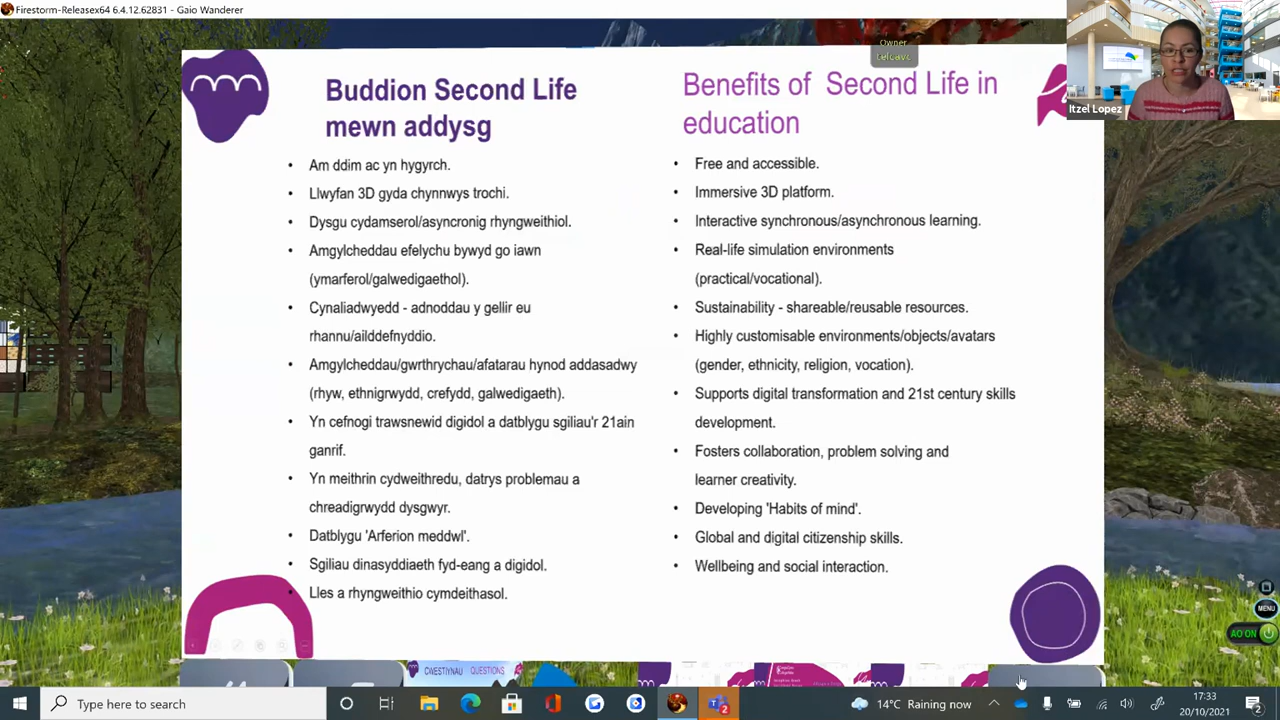 Firestorm-Releasex64 6.4.12.62831 - Gaio Wanderer
Owner
Itzel Lopez
Buddion Second Life
mewn addysg
Am ddim ac yn hygyrch.
Llwyfan 3D gyda chynnwys trochi.
Dysgu cydamserol/asyncronig rhyngweithiol.
Amgylcheddau efelychu bywyd go iawn
(ymarferol/galwedigaethol).
Cynaliadwyedd - adnoddau y gellir eu
rhannu/ailddefnyddio.
Amgylcheddau/gwrthrychau/afatarau hynod addasadwy
(rhyw, ethnigrwydd, crefydd, galwedigaeth).
Yn cefnogi trawsnewid digidol a datblygu sgiliau'r 21ain
ganrif.
Yn meithrin cydweithredu, datrys problemau a
chreadigrwydd dysgwyr.
Datblygu 'Arferion meddwl'.
Sgiliau dinasyddiaeth fyd-eang a digidol.
Lles a rhyngweithio cymdeithasol.
Benefits of Second Life in
education
Free and accessible.
Immersive 3D platform.
Interactive synchronous/asynchronous learning.
Real-life simulation environments
(practical/vocational).
Sustainability - shareable/reusable resources.
Highly customisable environments/objects/avatars
(gender, ethnicity, religion, vocation).
Supports digital transformation and 21st century skills
development.
Fosters collaboration, problem solving and
learner creativity.
Developing 'Habits of mind'.
Global and digital citizenship skills.
Wellbeing and social interaction.
MENU
AO ON
CWESTIYNAU QUESTIONS
Type here to search
2
14°C Raining now
17:33
20/10/2021
2